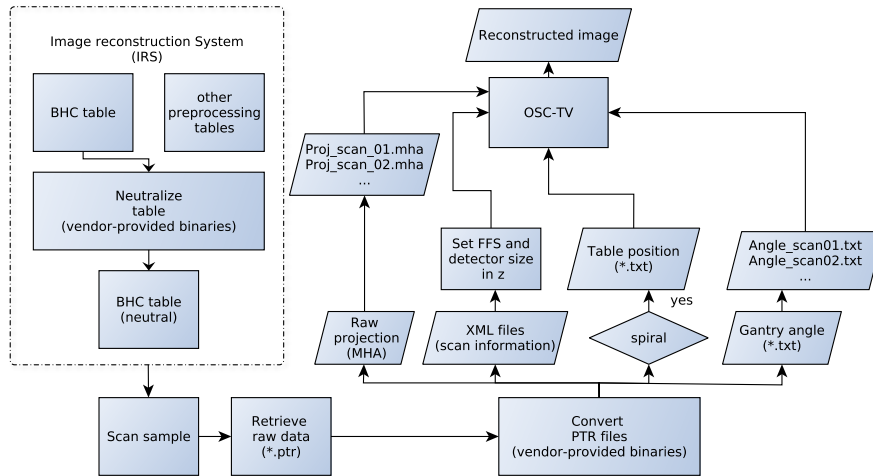 Image reconstruction System
(IRS)
BHC table
other
preprocessing
tables
Neutralize
table
(vendor-provided binaries)
BHC table
(neutral)
Scan sample
Retrieve
raw data
(*.ptr)
Convert
PTR files
(vendor-provided binaries)
Raw
projection
(MHA)
XML files
(scan information)
spiral
yes
Gantry angle
(*.txt)
Proj_scan_01.mha
Proj_scan_02.mha
...
Set FFS and
detector size
in z
Table position
(*.txt)
Angle_scan01.txt
Angle_scan02.txt
...
OSC-TV
Reconstructed image